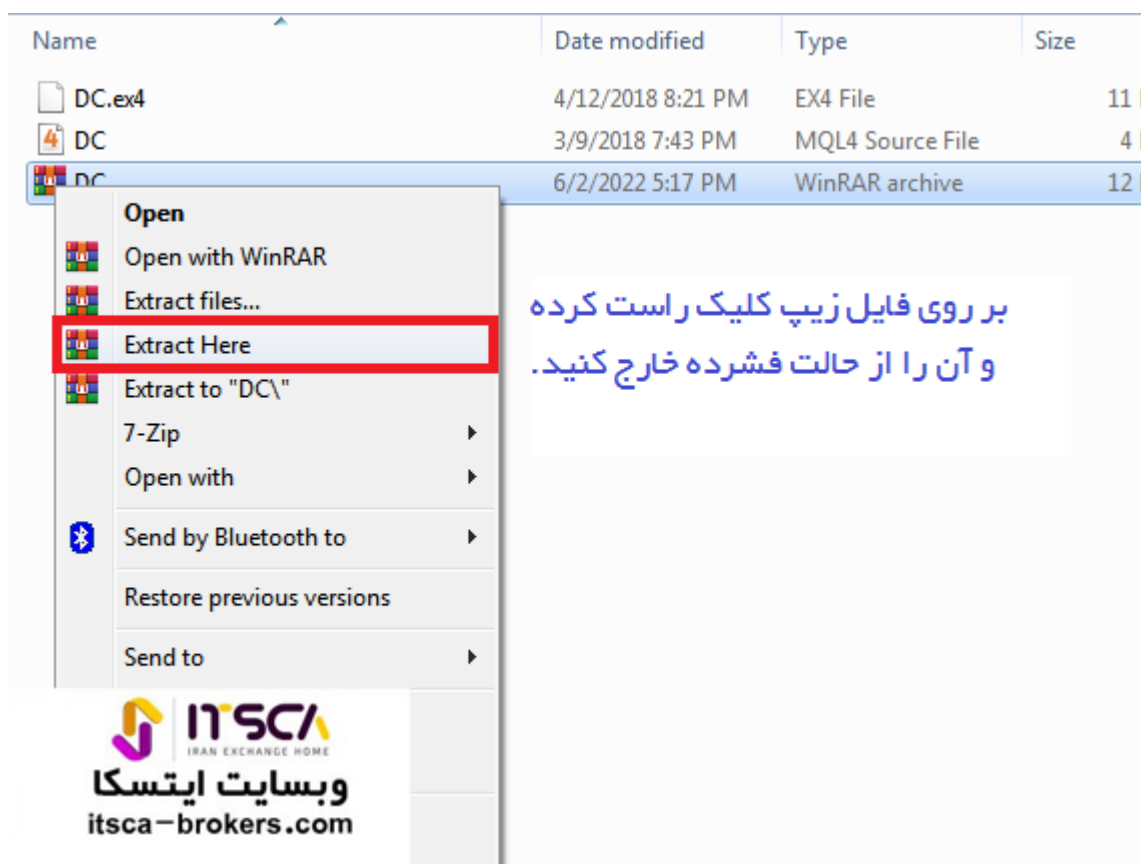 Name Date modified Type Size
DC.ex4 4/12/2018 8:21 PM EX4 File 11
DC 3/9/2018 7:43 PM MQL4 Source File 4
DC 6/2/2022 5:17 PM WinRAR archive 12
Open
Open with WinRAR
Extract files...
Extract Here
Extract to "DC\"
7-Zip
Open with
Send by Bluetooth to
Restore previous versions
Send to
بر روی فایل زیپ کلیک راست کرده
و آن را از حالت فشرده خارج کنید.
ITSCA
IRAN EXCHANGE HOME
وبسایت ایتسکا
itsca-brokers.com